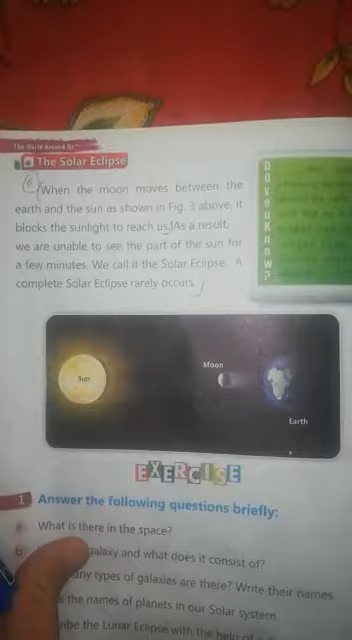 The World Around Us
a The Solar Eclipse
6
When the moon moves between the
earth and the sun as shown in Fig. 3 above, it
blocks the sunlight to reach us. As a result,
we are unable to see the part of the sun for
a few minutes. We call it the Solar Eclipse. A
complete Solar Eclipse rarely occurs
Do you Know?
Sun
Moon
Earth
EXERCISE
1 Answer the following questions briefly:
a What is there in the space?
b galaxy and what does it consist of?
many types of galaxies are there? Write their names
the names of planets in our Solar system
the Lunar Eclipse with the help of